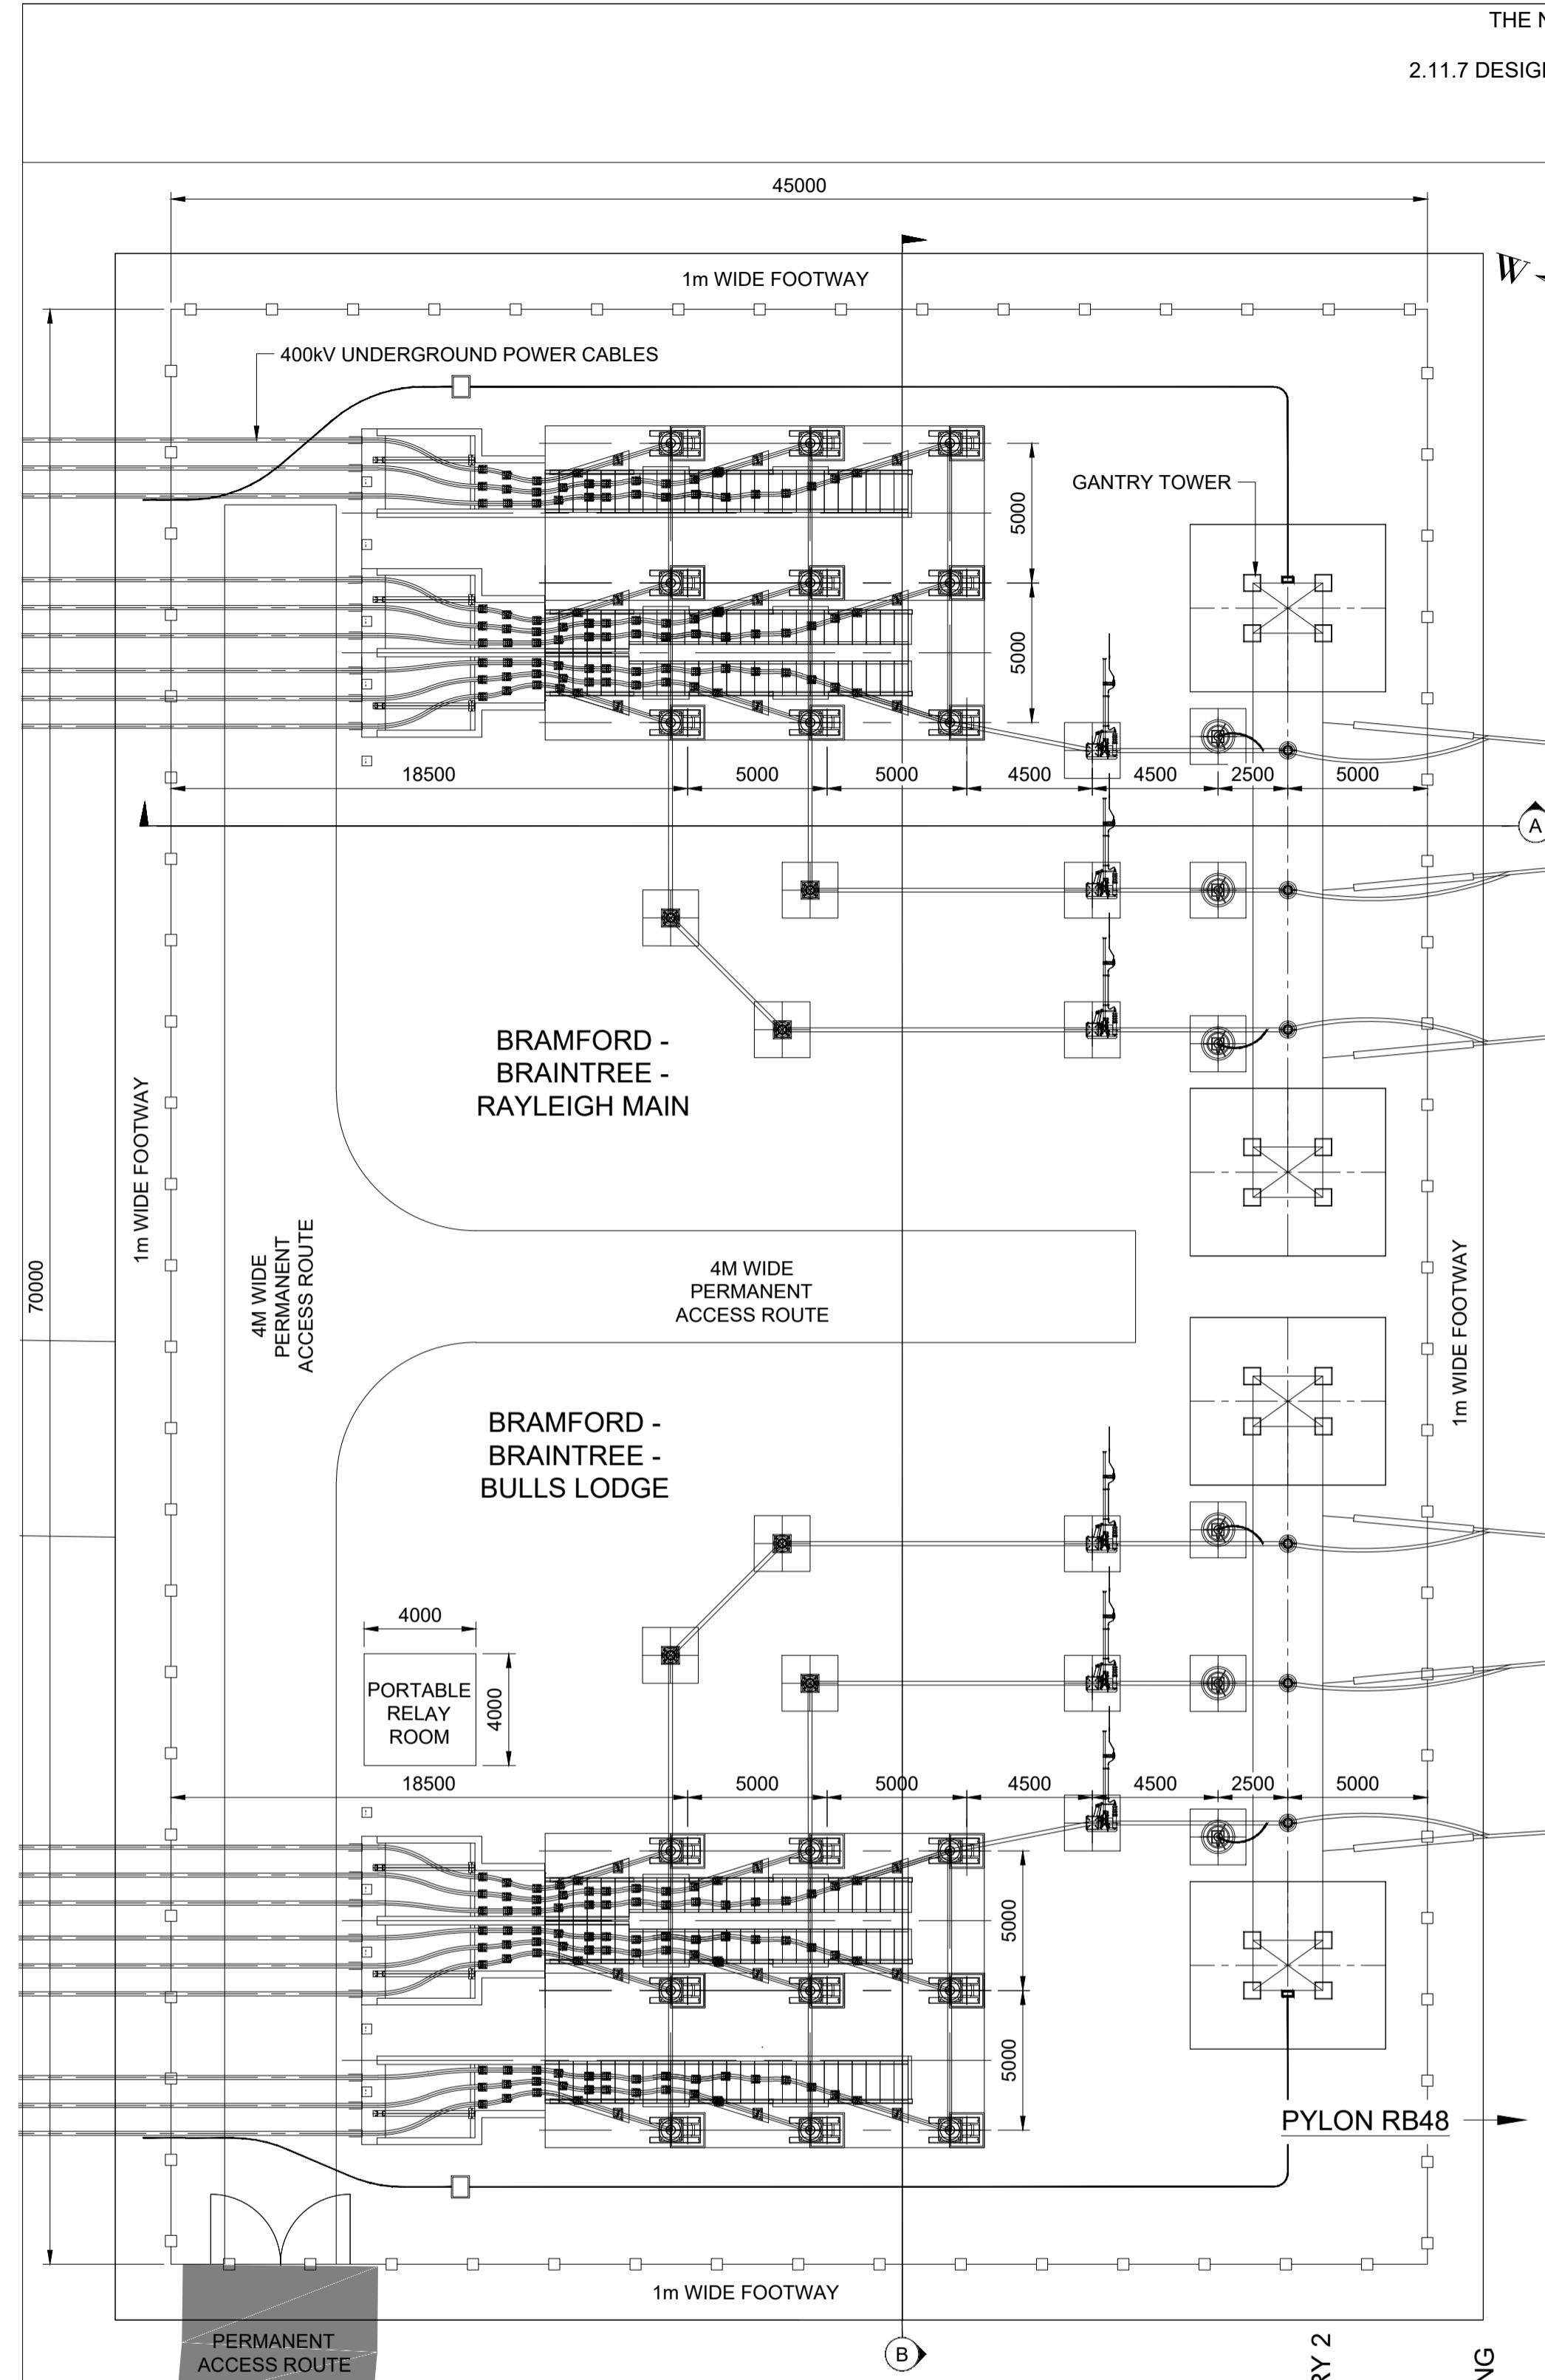 THE N
2.11.7 DESIG
45000
W
1m WIDE FOOTWAY
400kV UNDERGROUND POWER CABLES
GANTRY TOWER
5000
5000
18500
5000
5000
4500
4500
2500
5000
A
BRAMFORD -
BRAINTREE -
RAYLEIGH MAIN
1m WIDE FOOTWAY
70000
4M WIDE
PERMANENT
ACCESS ROUTE
4M WIDE
PERMANENT
ACCESS ROUTE
1m WIDE FOOTWAY
BRAMFORD -
BRAINTREE -
BULLS LODGE
4000
PORTABLE
RELAY
ROOM
4000
18500
5000
5000
4500
4500
2500
5000
5000
5000
PYLON RB48
1m WIDE FOOTWAY
PERMANENT
ACCESS ROUTE
B
RY 2
NG